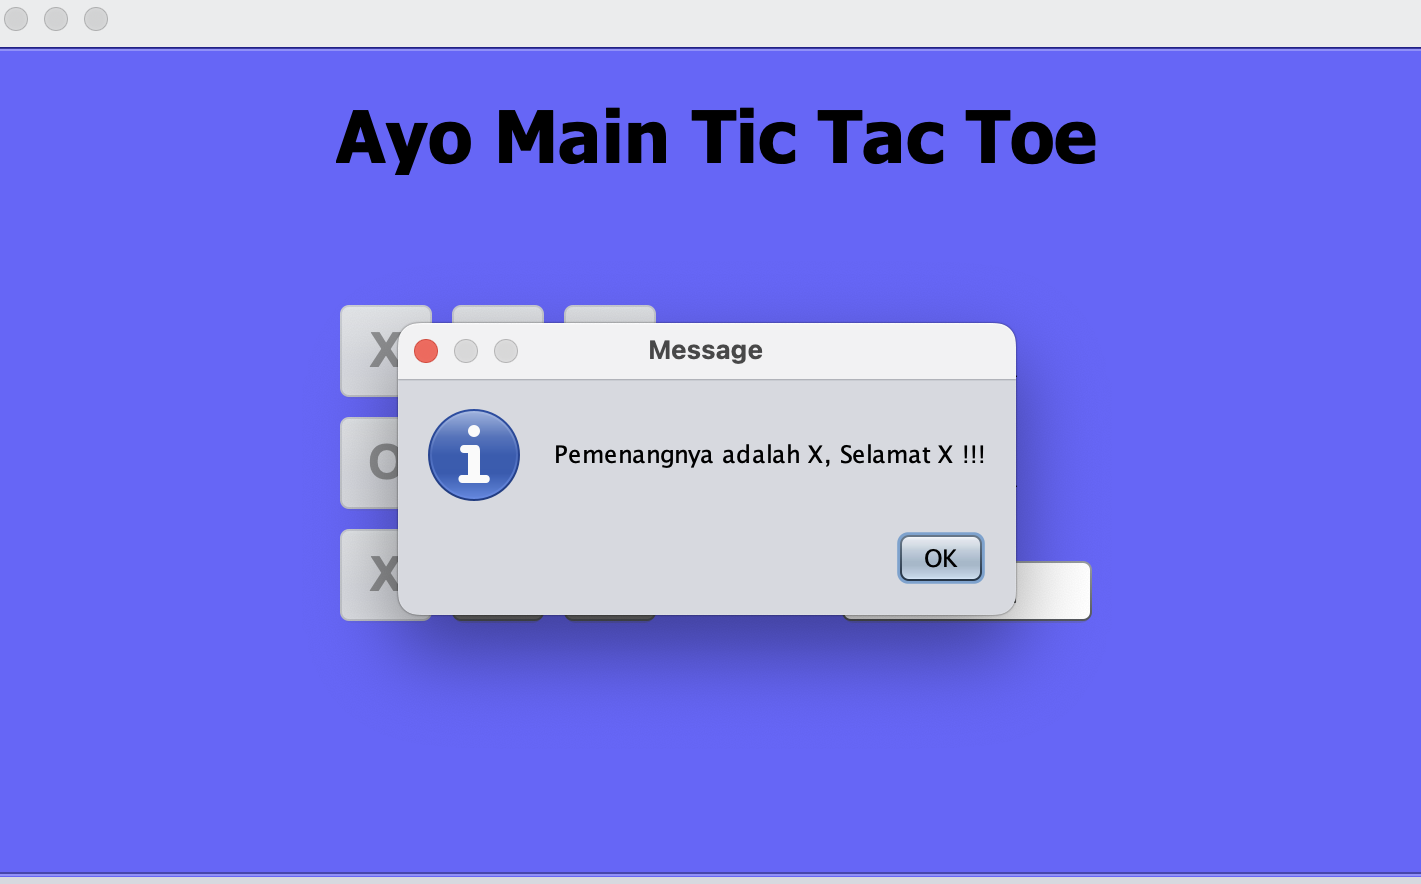 Ayo Main Tic Tac Toe
X
Message
O
Pemenangnya adalah X, Selamat X !!!
OK
X